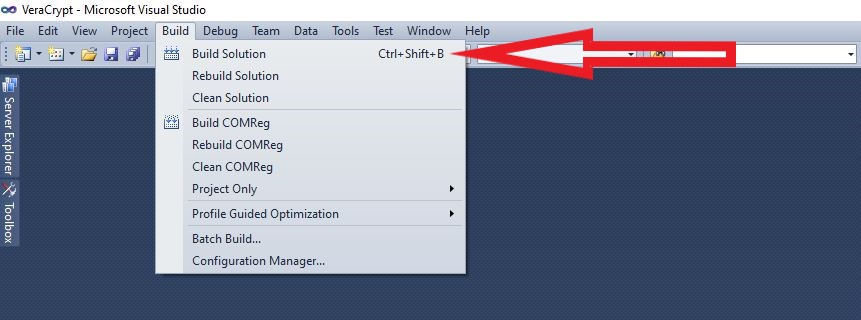 VeraCrypt - Microsoft Visual Studio
File Edit View Project Build Debug Team Data Tools Test Window Help
Build Solution Ctrl+Shift+B
Rebuild Solution
Clean Solution
Build COMReg
Rebuild COMReg
Clean COMReg
Project Only
Profile Guided Optimization
Batch Build...
Configuration Manager...
Server Explorer
Toolbox